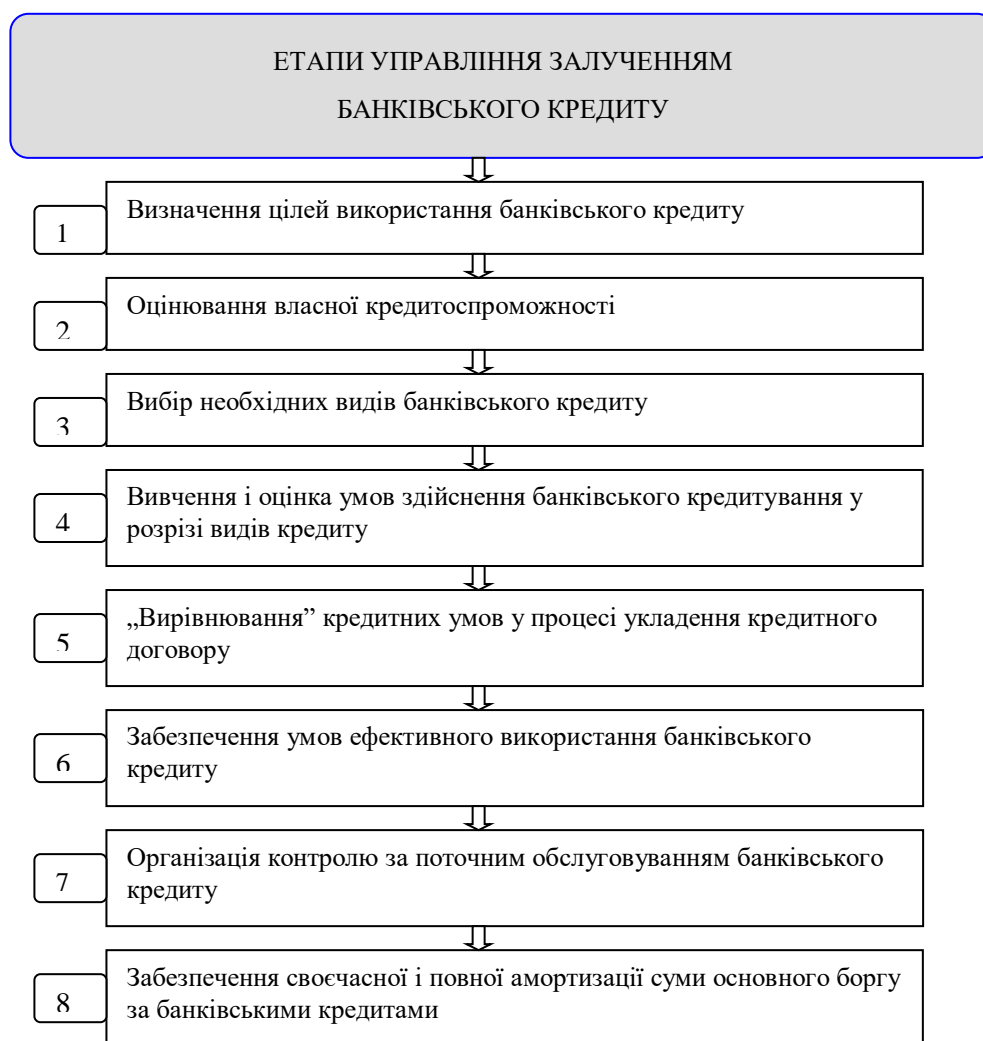 ЕТАПИ УПРАВЛІННЯ ЗАЛУЧЕННЯМ
БАНКІВСЬКОГО КРЕДИТУ
1
Визначення цілей використання банківського кредиту
2
Оцінювання власної кредитоспроможності
3
Вибір необхідних видів банківського кредиту
4
Вивчення і оцінка умов здійснення банківського кредитування у
розрізі видів кредиту
5
„Вирівнювання” кредитних умов у процесі укладення кредитного
договору
6
Забезпечення умов ефективного використання банківського
кредиту
7
Організація контролю за поточним обслуговуванням банківського
кредиту
8
Забезпечення своєчасної і повної амортизації суми основного боргу
за банківськими кредитами